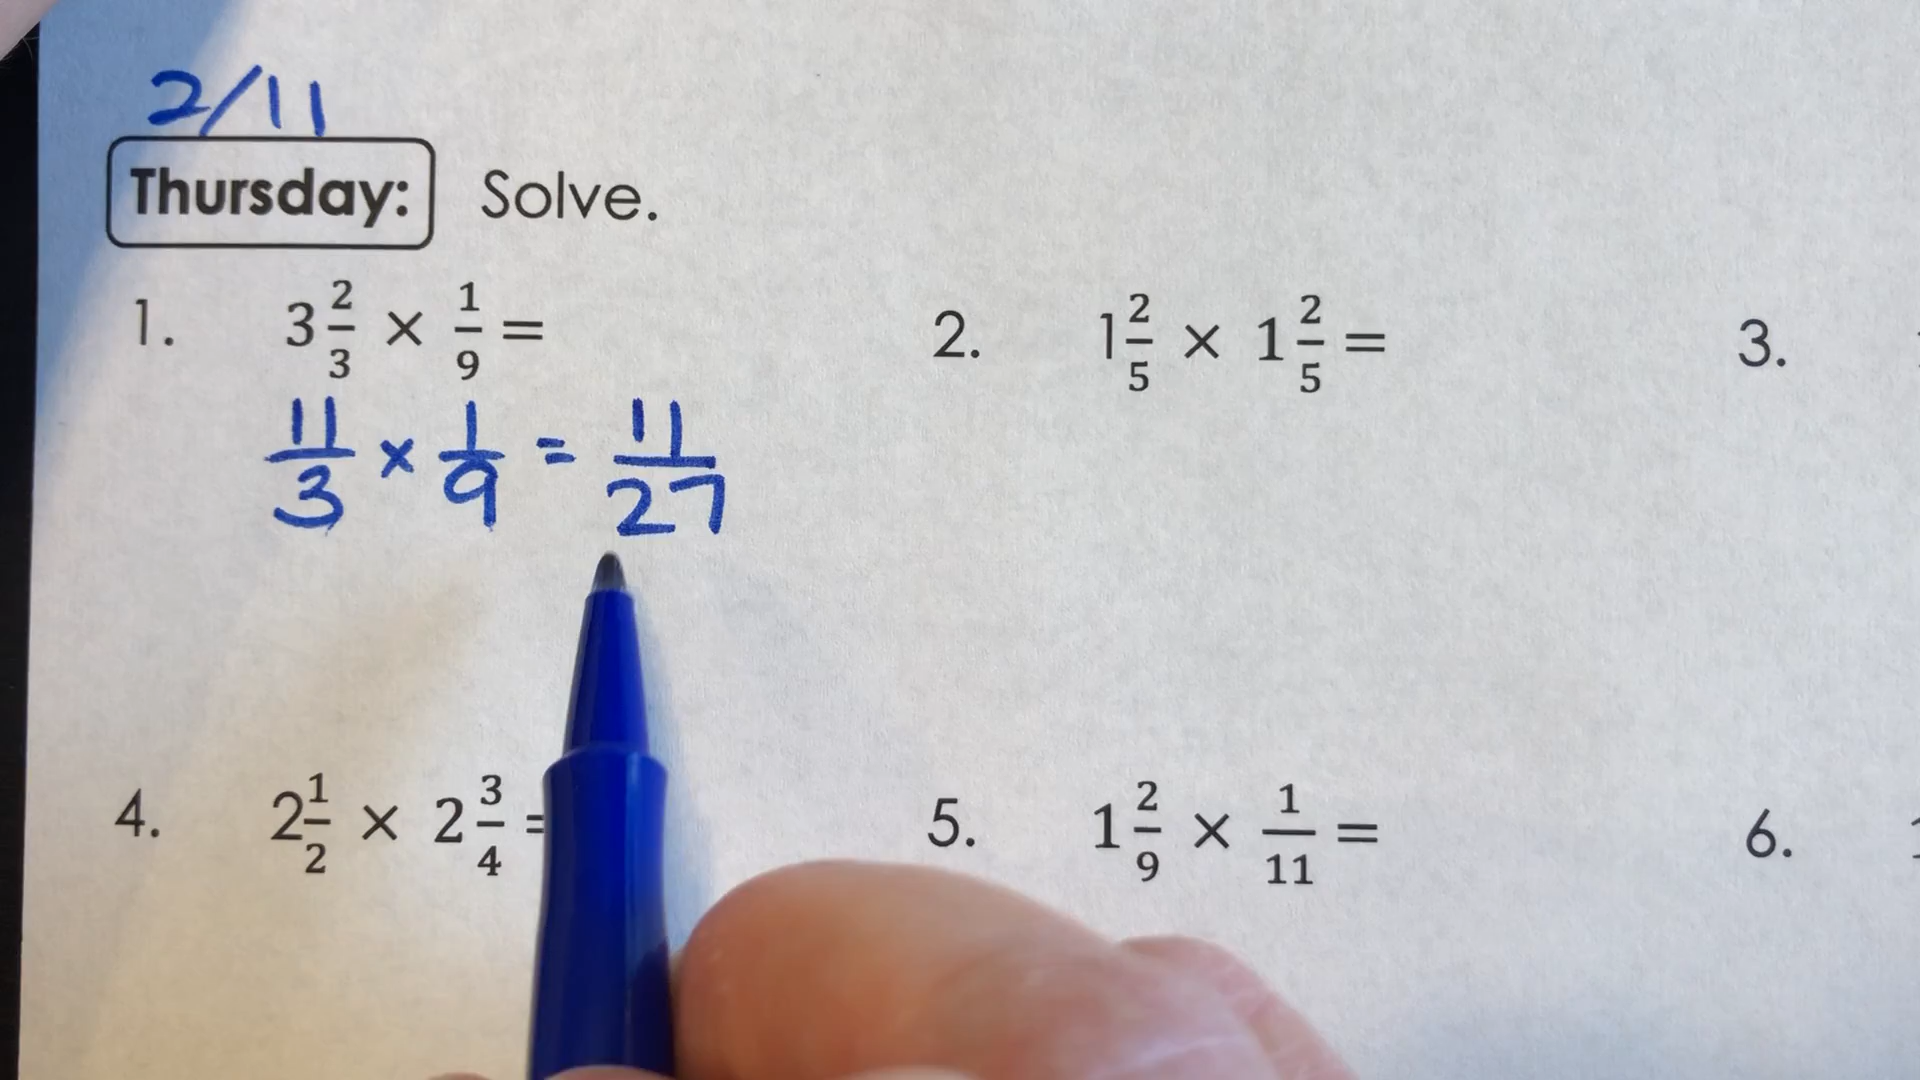 2/11
Thursday: Solve.
1. 3 2/3 × 1/9 =
2. 1 2/5 × 1 2/5 =
3.
11/3 × 1/9 = 11/27
4. 2 1/2 × 2 3/4 =
5. 1 2/9 × 1/11 =
6.